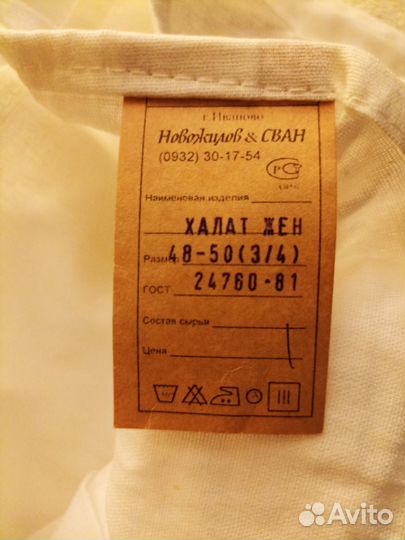 г. Иваново
Новожилов & СВАН
(0932) 30-17-54
РС
Наименован изделия
ХАЛАТ ЖЕН
Размер 48-50(3/4)
ГОСТ 24760-81
Состав сырья
Цена
Avito